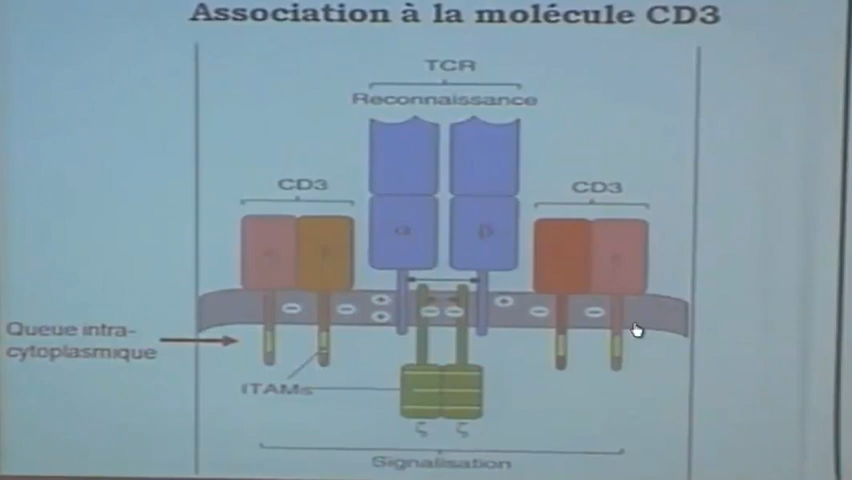 Association à la molécule CD3
TCR
Reconnaissance
CD3
CD3
α
β
Queue intra-
cytoplasmique
ITAMs
ζ ζ
Signalisation